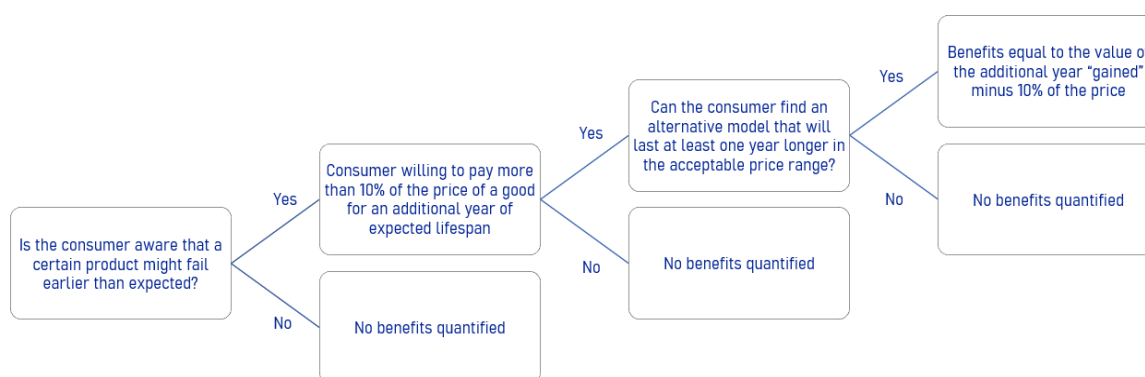 Is the consumer aware that a
certain product might fail
earlier than expected?
Yes
No
Consumer willing to pay more
than 10% of the price of a good
for an additional year of
expected lifespan
No benefits quantified
Yes
No
Can the consumer find an
alternative model that will
last at least one year longer in
the acceptable price range?
No benefits quantified
Yes
No
Benefits equal to the value o
the additional year “gained”
minus 10% of the price
No benefits quantified